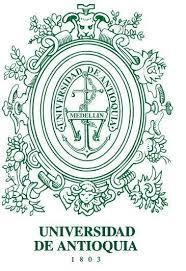 UNIVERSIDAD DE ANTIOQUIA
MEDELLIN
UNIVERSIDAD
DE ANTIOQUIA
1803